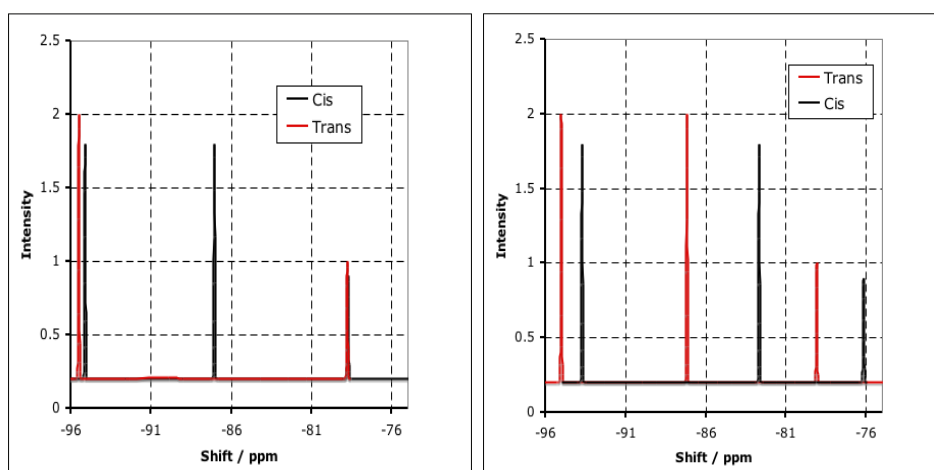 2.5
2
1.5
1
0.5
0
Intensity
Cis
Trans
-96 -91 -86 -81 -76
Shift / ppm
2.5
2
1.5
1
0.5
0
Intensity
Trans
Cis
-96 -91 -86 -81 -76
Shift / ppm